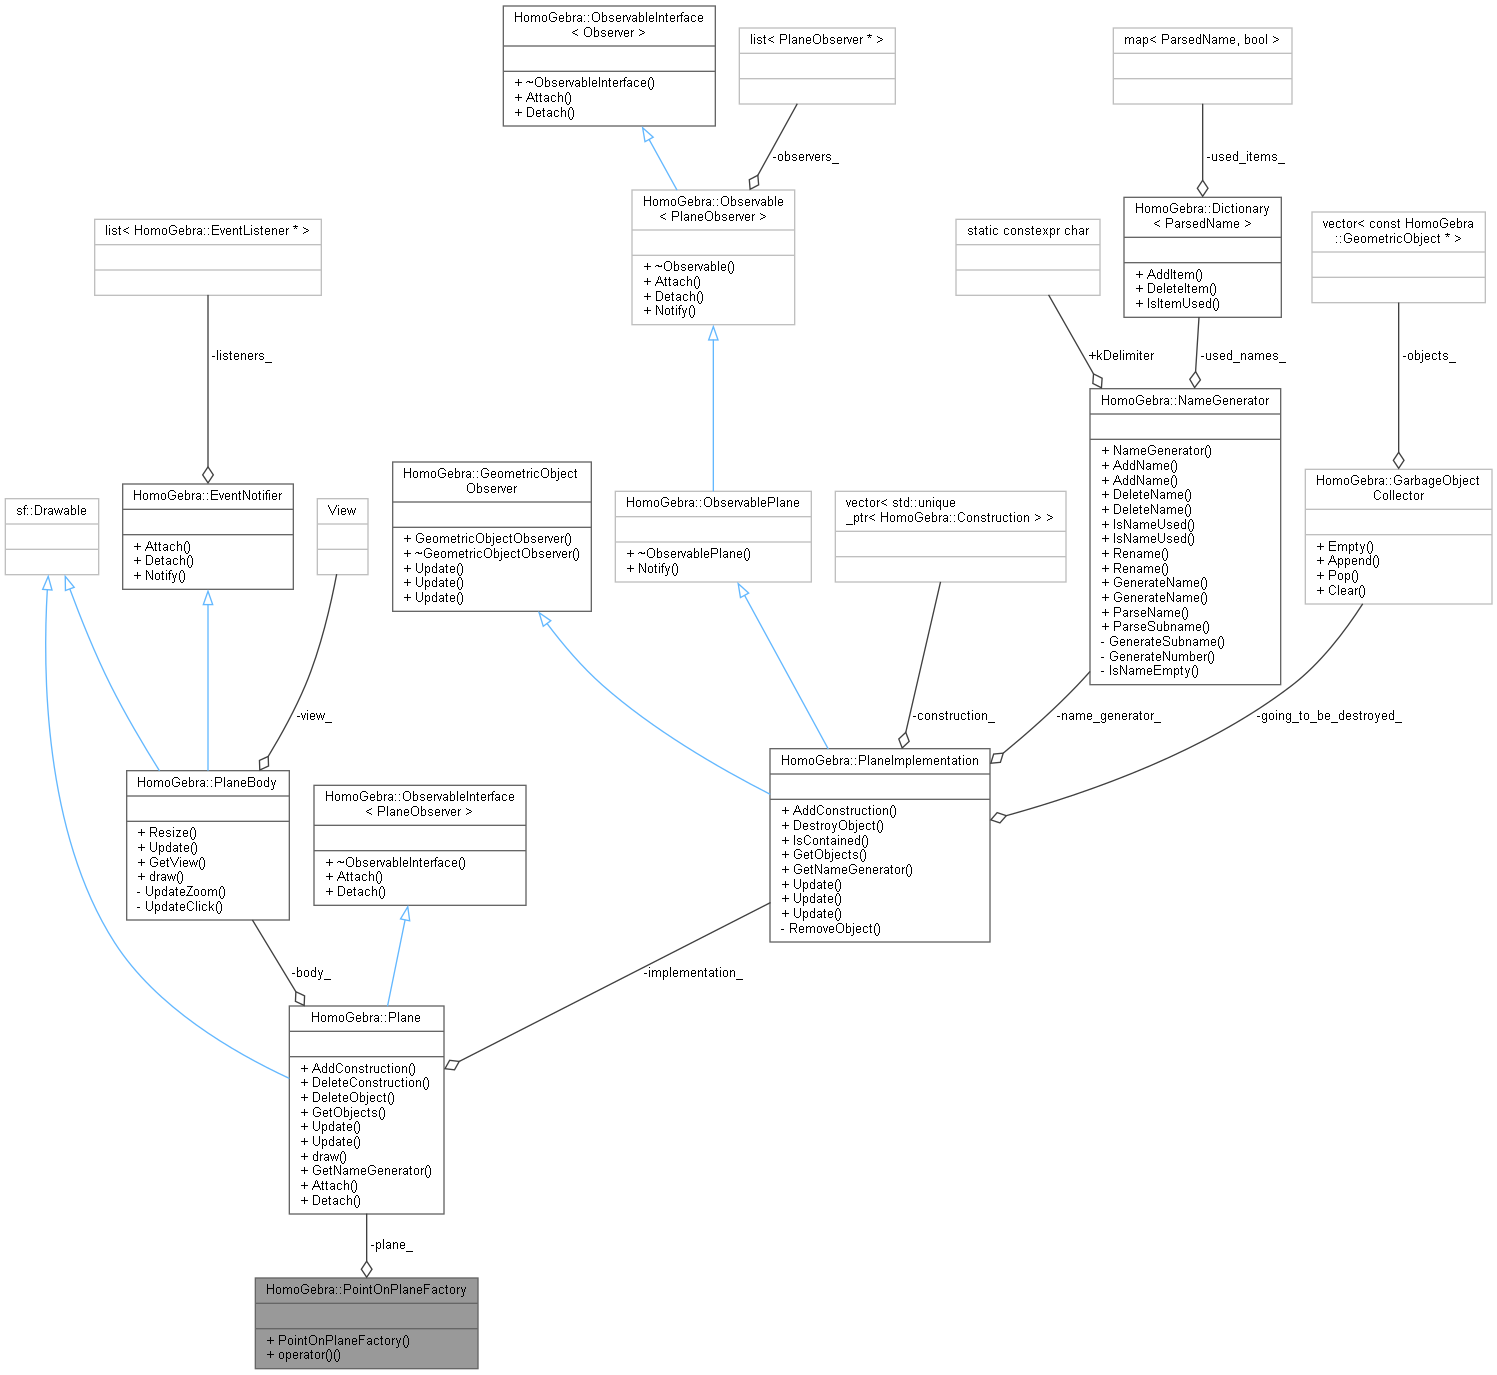 HomoGebra::ObservableInterface
< Observer >
+ ~ObservableInterface()
+ Attach()
+ Detach()
list< PlaneObserver * >
map< ParsedName, bool >
-observers_
-used_items_
HomoGebra::Observable
< PlaneObserver >
+ ~Observable()
+ Attach()
+ Detach()
+ Notify()
HomoGebra::Dictionary
< ParsedName >
+ AddItem()
+ DeleteItem()
+ IsItemUsed()
list< HomoGebra::EventListener * >
static constexpr char
vector< const HomoGebra
::GeometricObject * >
-listeners_
+kDelimiter
-used_names_
-objects_
HomoGebra::NameGenerator
+ NameGenerator()
+ AddName()
+ AddName()
+ DeleteName()
+ DeleteName()
+ IsNameUsed()
+ IsNameUsed()
+ Rename()
+ Rename()
+ GenerateName()
+ GenerateName()
+ ParseName()
+ ParseSubname()
- GenerateSubname()
- GenerateNumber()
- IsNameEmpty()
HomoGebra::GarbageObject
Collector
+ Empty()
+ Append()
+ Pop()
+ Clear()
sf::Drawable
HomoGebra::EventNotifier
+ Attach()
+ Detach()
+ Notify()
View
HomoGebra::GeometricObject
Observer
+ GeometricObjectObserver()
+ ~GeometricObjectObserver()
+ Update()
+ Update()
+ Update()
HomoGebra::ObservablePlane
+ ~ObservablePlane()
+ Notify()
vector< std::unique
_ptr< HomoGebra::Construction > >
-view_
-construction_
-name_generator_
-going_to_be_destroyed_
HomoGebra::PlaneBody
+ Resize()
+ Update()
+ GetView()
+ draw()
- UpdateZoom()
- UpdateClick()
HomoGebra::ObservableInterface
< PlaneObserver >
+ ~ObservableInterface()
+ Attach()
+ Detach()
HomoGebra::PlaneImplementation
+ AddConstruction()
+ DestroyObject()
+ IsContained()
+ GetObjects()
+ GetNameGenerator()
+ Update()
+ Update()
+ Update()
- RemoveObject()
-body_
-implementation_
HomoGebra::Plane
+ AddConstruction()
+ DeleteConstruction()
+ DeleteObject()
+ GetObjects()
+ Update()
+ Update()
+ draw()
+ GetNameGenerator()
+ Attach()
+ Detach()
-plane_
HomoGebra::PointOnPlaneFactory
+ PointOnPlaneFactory()
+ operator()()